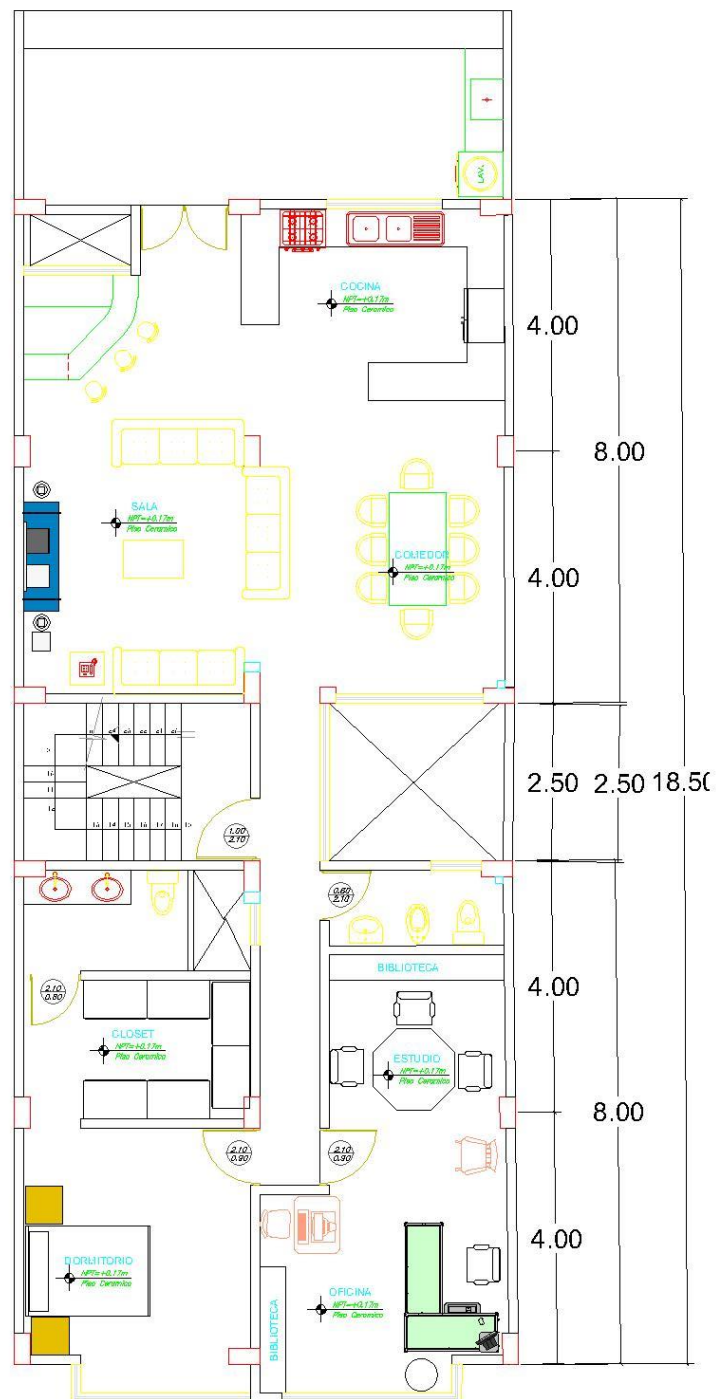 LAV.
COCINA
NPT=+0.17m
Piso Ceramico
4.00
8.00
SALA
NPT=+0.17m
Piso Ceramico
COMEDOR
NPT=+0.17m
Piso Ceramico
4.00
2.50
2.50
18.50
1.00
2.10
0.60
2.10
BIBLIOTECA
2.10
0.80
CLOSET
NPT=+0.17m
Piso Ceramico
ESTUDIO
NPT=+0.17m
Piso Ceramico
4.00
8.00
2.10
0.90
2.10
0.90
4.00
DORMITORIO
NPT=+0.17m
Piso Ceramico
OFICINA
NPT=+0.17m
Piso Ceramico
BIBLIOTECA